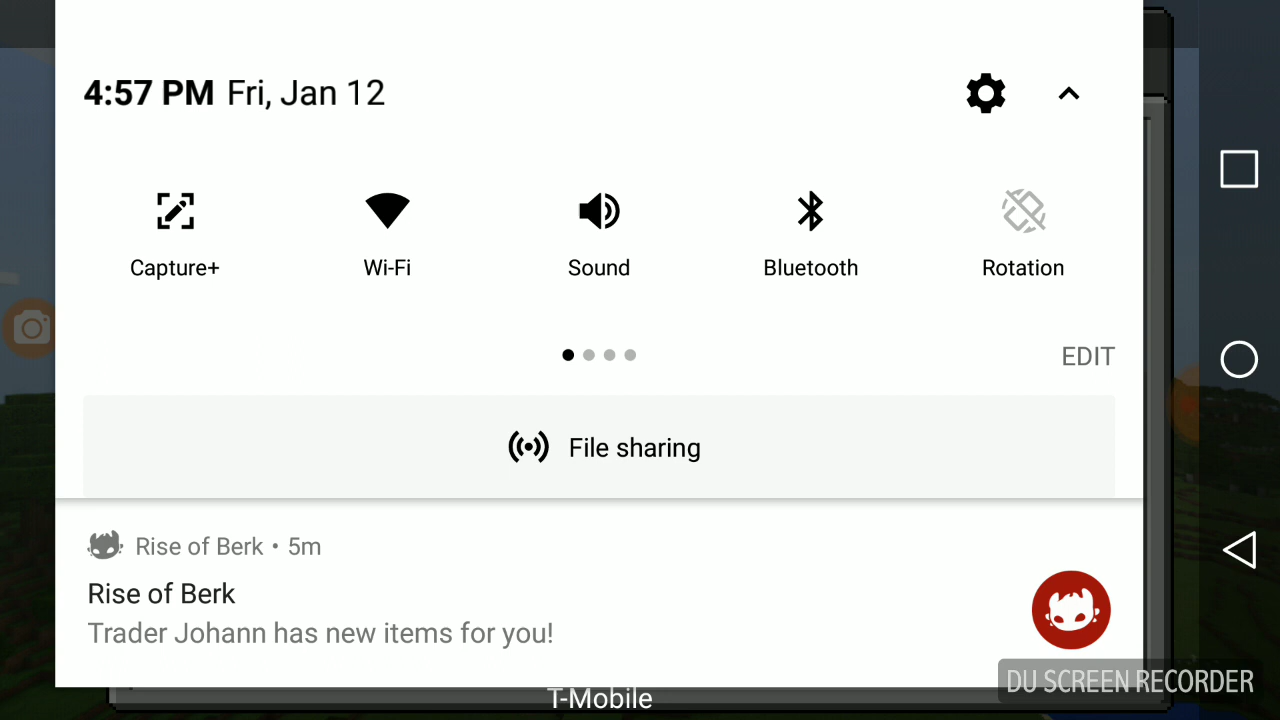 4:57 PM Fri, Jan 12
Capture+ Wi-Fi Sound Bluetooth Rotation
EDIT
File sharing
Rise of Berk • 5m
Rise of Berk
Trader Johann has new items for you!
DU SCREEN RECORDER
T-Mobile